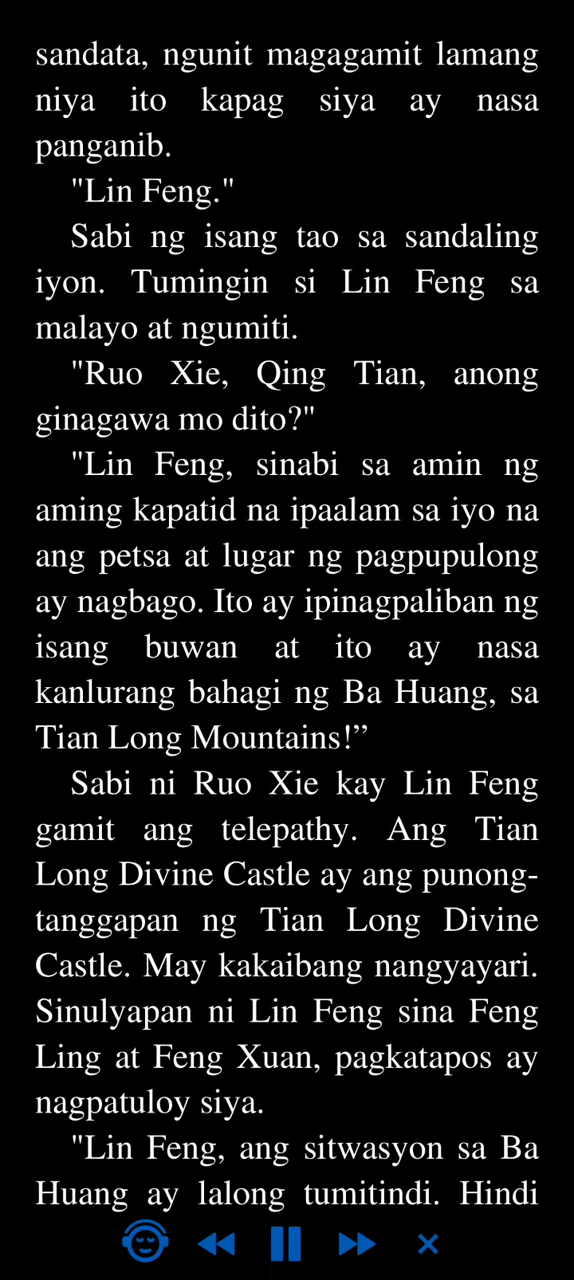 sandata, ngunit magagamit lamang
niya ito kapag siya ay nasa
panganib.
"Lin Feng."
Sabi ng isang tao sa sandaling
iyon. Tumingin si Lin Feng sa
malayo at ngumiti.
"Ruo Xie, Qing Tian, anong
ginagawa mo dito?"
"Lin Feng, sinabi sa amin ng
aming kapatid na ipaalam sa iyo na
ang petsa at lugar ng pagpupulong
ay nagbago. Ito ay ipinagpaliban ng
isang buwan at ito ay nasa
kanlurang bahagi ng Ba Huang, sa
Tian Long Mountains!”
Sabi ni Ruo Xie kay Lin Feng
gamit ang telepathy. Ang Tian
Long Divine Castle ay ang punong-
tanggapan ng Tian Long Divine
Castle. May kakaibang nangyayari.
Sinulyapan ni Lin Feng sina Feng
Ling at Feng Xuan, pagkatapos ay
nagpatuloy siya.
"Lin Feng, ang sitwasyon sa Ba
Huang ay lalong tumitindi. Hindi